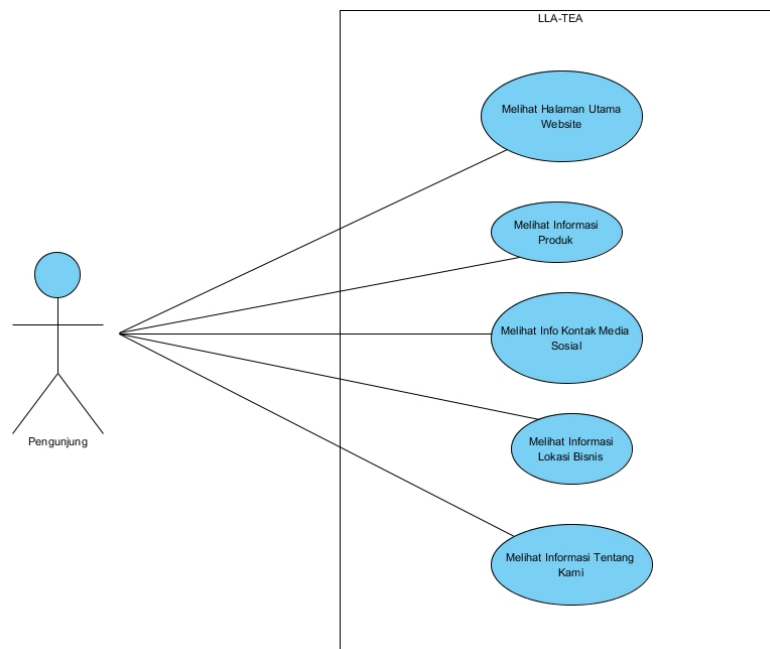 LLA-TEA
Melihat Halaman Utama
Website
Melihat Informasi
Produk
Melihat Info Kontak Media
Sosial
Pengunjung
Melihat Informasi
Lokasi Bisnis
Melihat Informasi Tentang
Kami